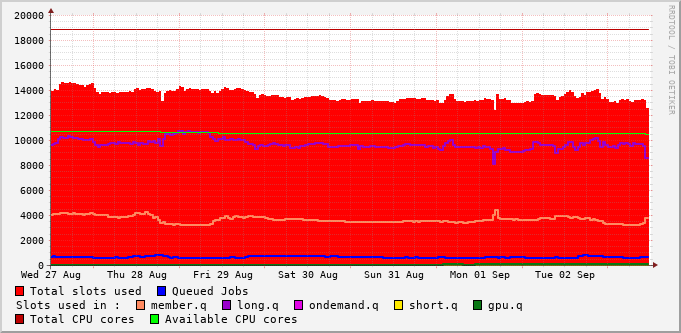 20000
18000
16000
14000
12000
10000
8000
6000
4000
2000
0
Wed 27 Aug Thu 28 Aug Fri 29 Aug Sat 30 Aug Sun 31 Aug Mon 01 Sep Tue 02 Sep
Total slots used Queued Jobs
Slots used in : member.q long.q ondemand.q short.q gpu.q
Total CPU cores Available CPU cores
RRDTOOL / TOBI OETIKER